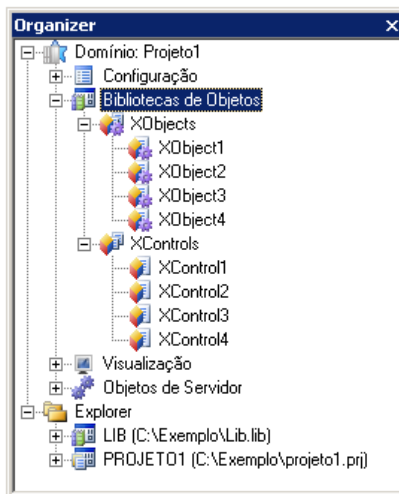 Organizer
Domínio: Projeto1
Configuração
Bibliotecas de Objetos
XObjects
XObject1
XObject2
XObject3
XObject4
XControls
XControl1
XControl2
XControl3
XControl4
Visualização
Objetos de Servidor
Explorer
LIB (C:\Exemplo\Lib.lib)
PROJETO1 (C:\Exemplo\projeto1.prj)